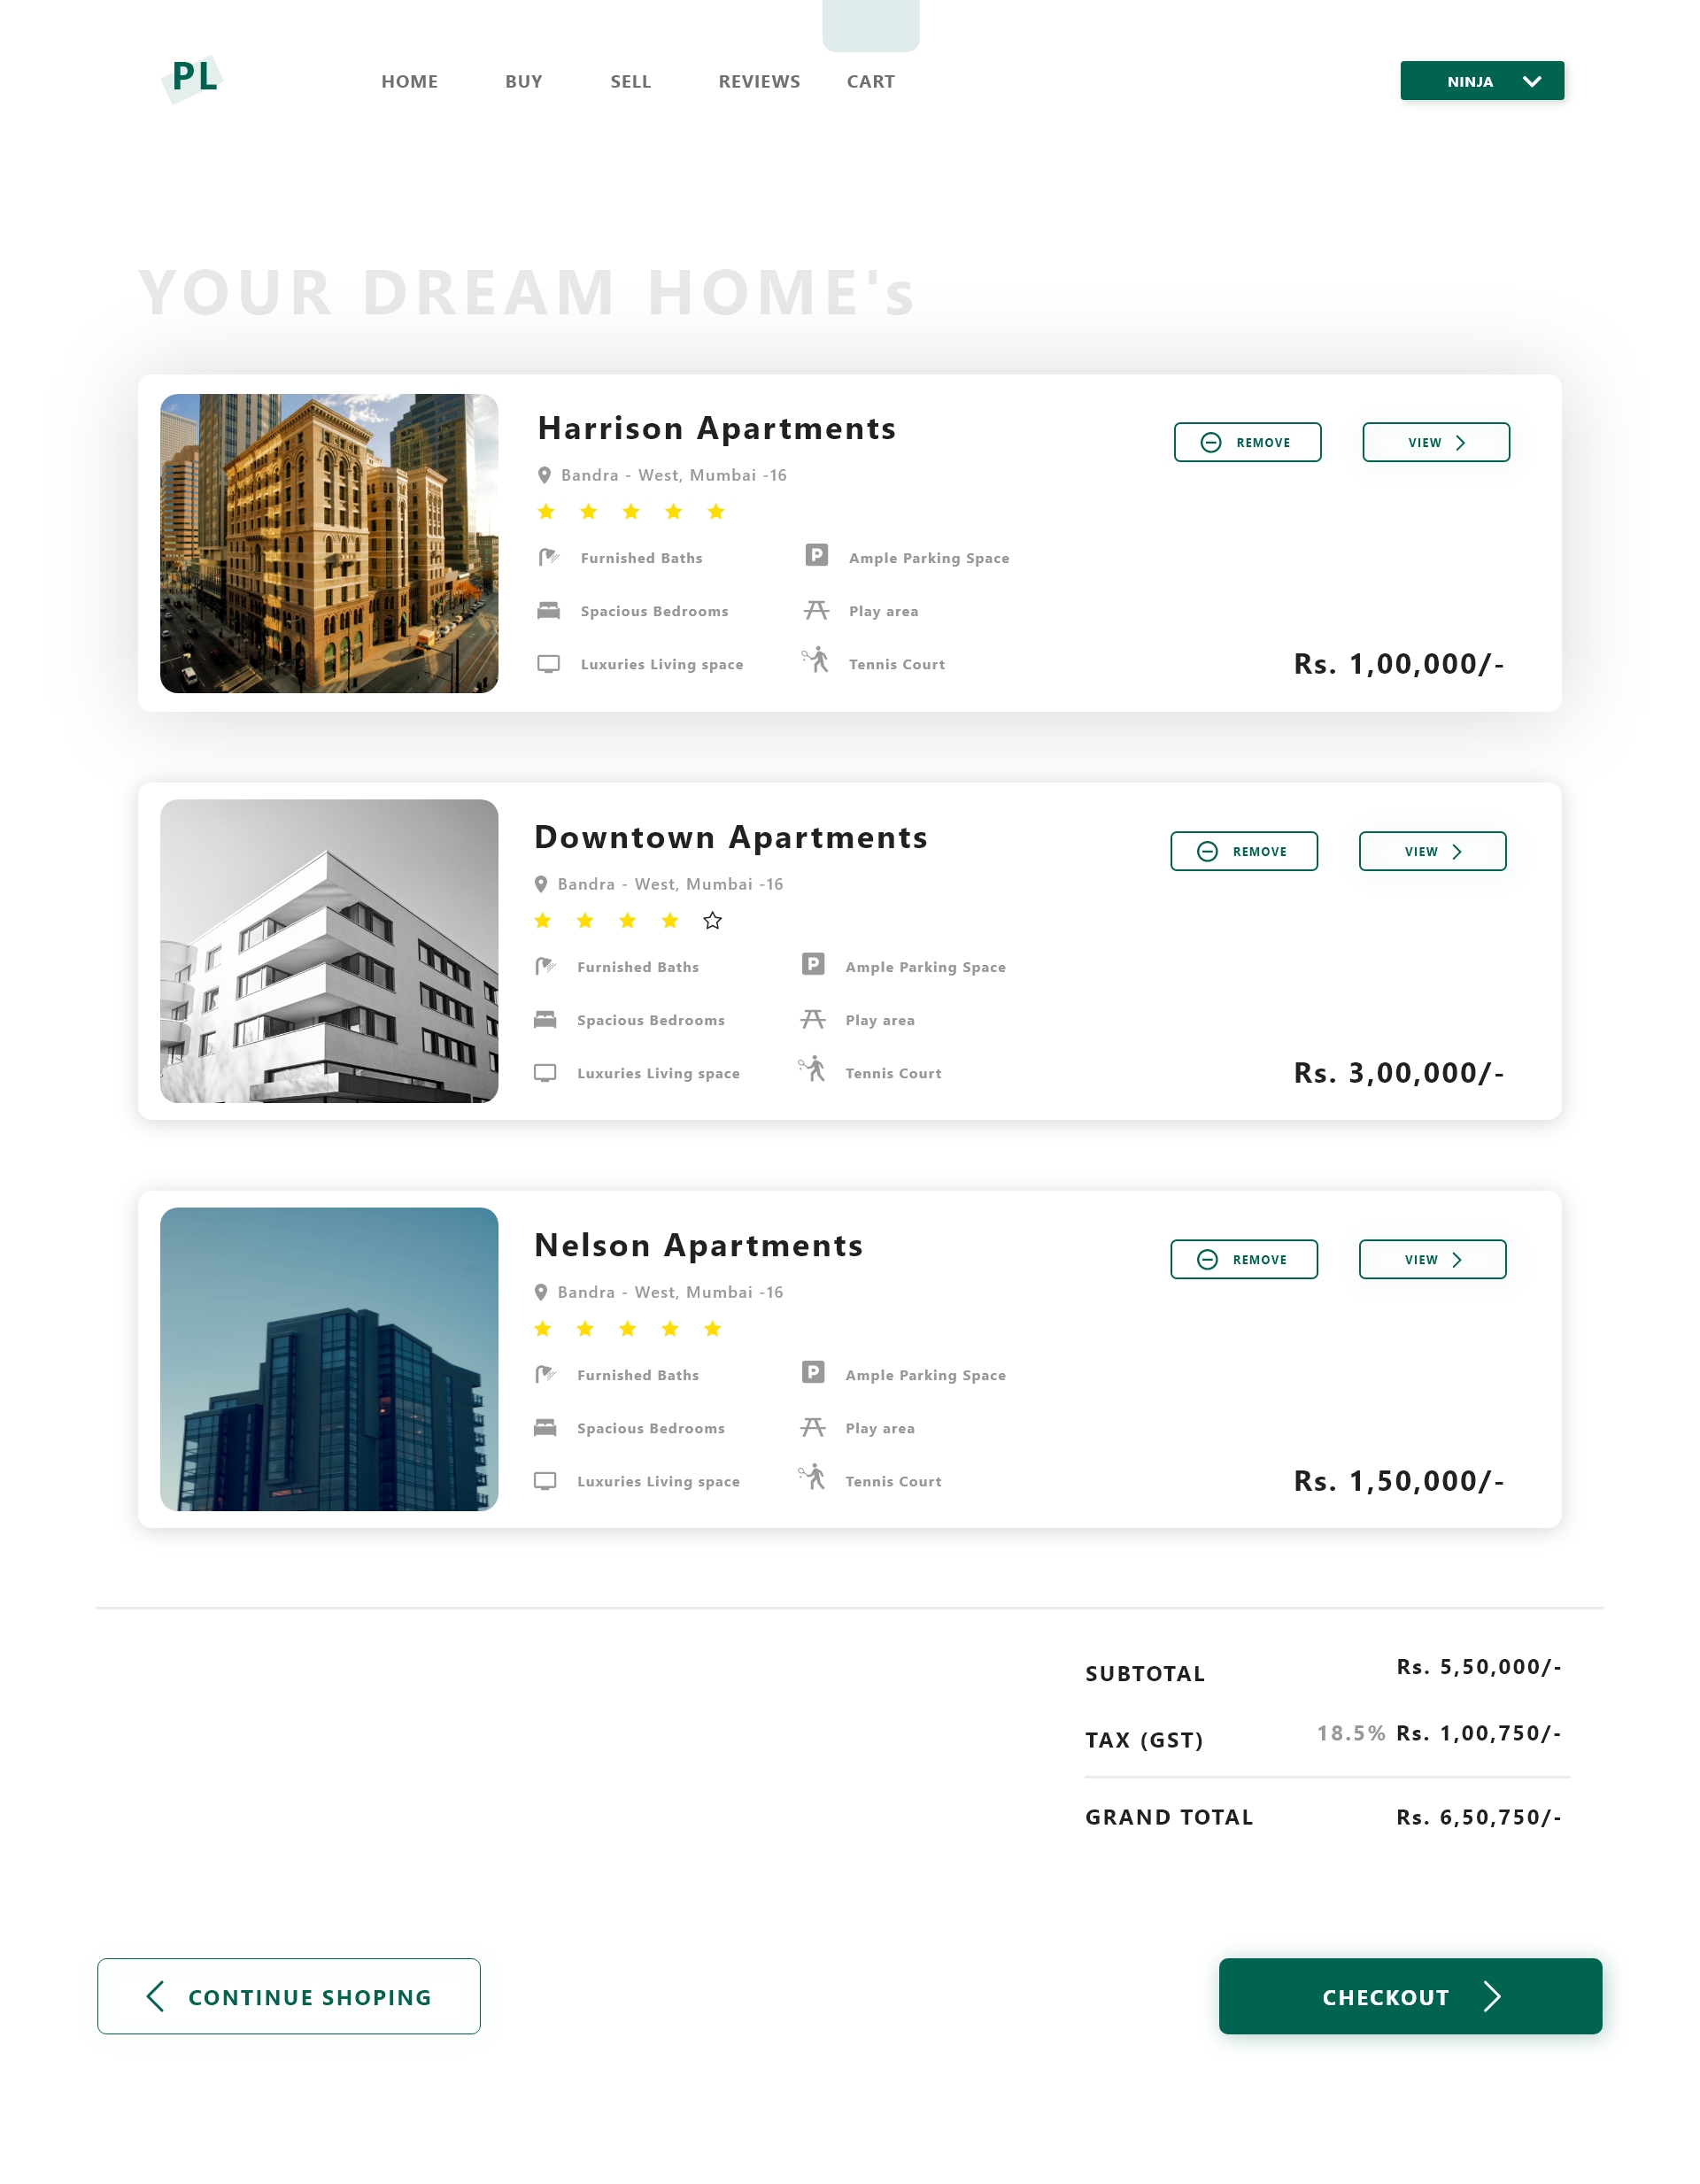 PL
HOME BUY SELL REVIEWS CART
NINJA
YOUR DREAM HOME's
Harrison Apartments
REMOVE VIEW
Bandra - West, Mumbai -16
Furnished Baths P Ample Parking Space
Spacious Bedrooms Play area
Luxuries Living space Tennis Court
Rs. 1,00,000/-
Downtown Apartments
REMOVE VIEW
Bandra - West, Mumbai -16
Furnished Baths P Ample Parking Space
Spacious Bedrooms Play area
Luxuries Living space Tennis Court
Rs. 3,00,000/-
Nelson Apartments
REMOVE VIEW
Bandra - West, Mumbai -16
Furnished Baths P Ample Parking Space
Spacious Bedrooms Play area
Luxuries Living space Tennis Court
Rs. 1,50,000/-
SUBTOTAL Rs. 5,50,000/-
TAX (GST) 18.5% Rs. 1,00,750/-
GRAND TOTAL Rs. 6,50,750/-
CONTINUE SHOPING
CHECKOUT